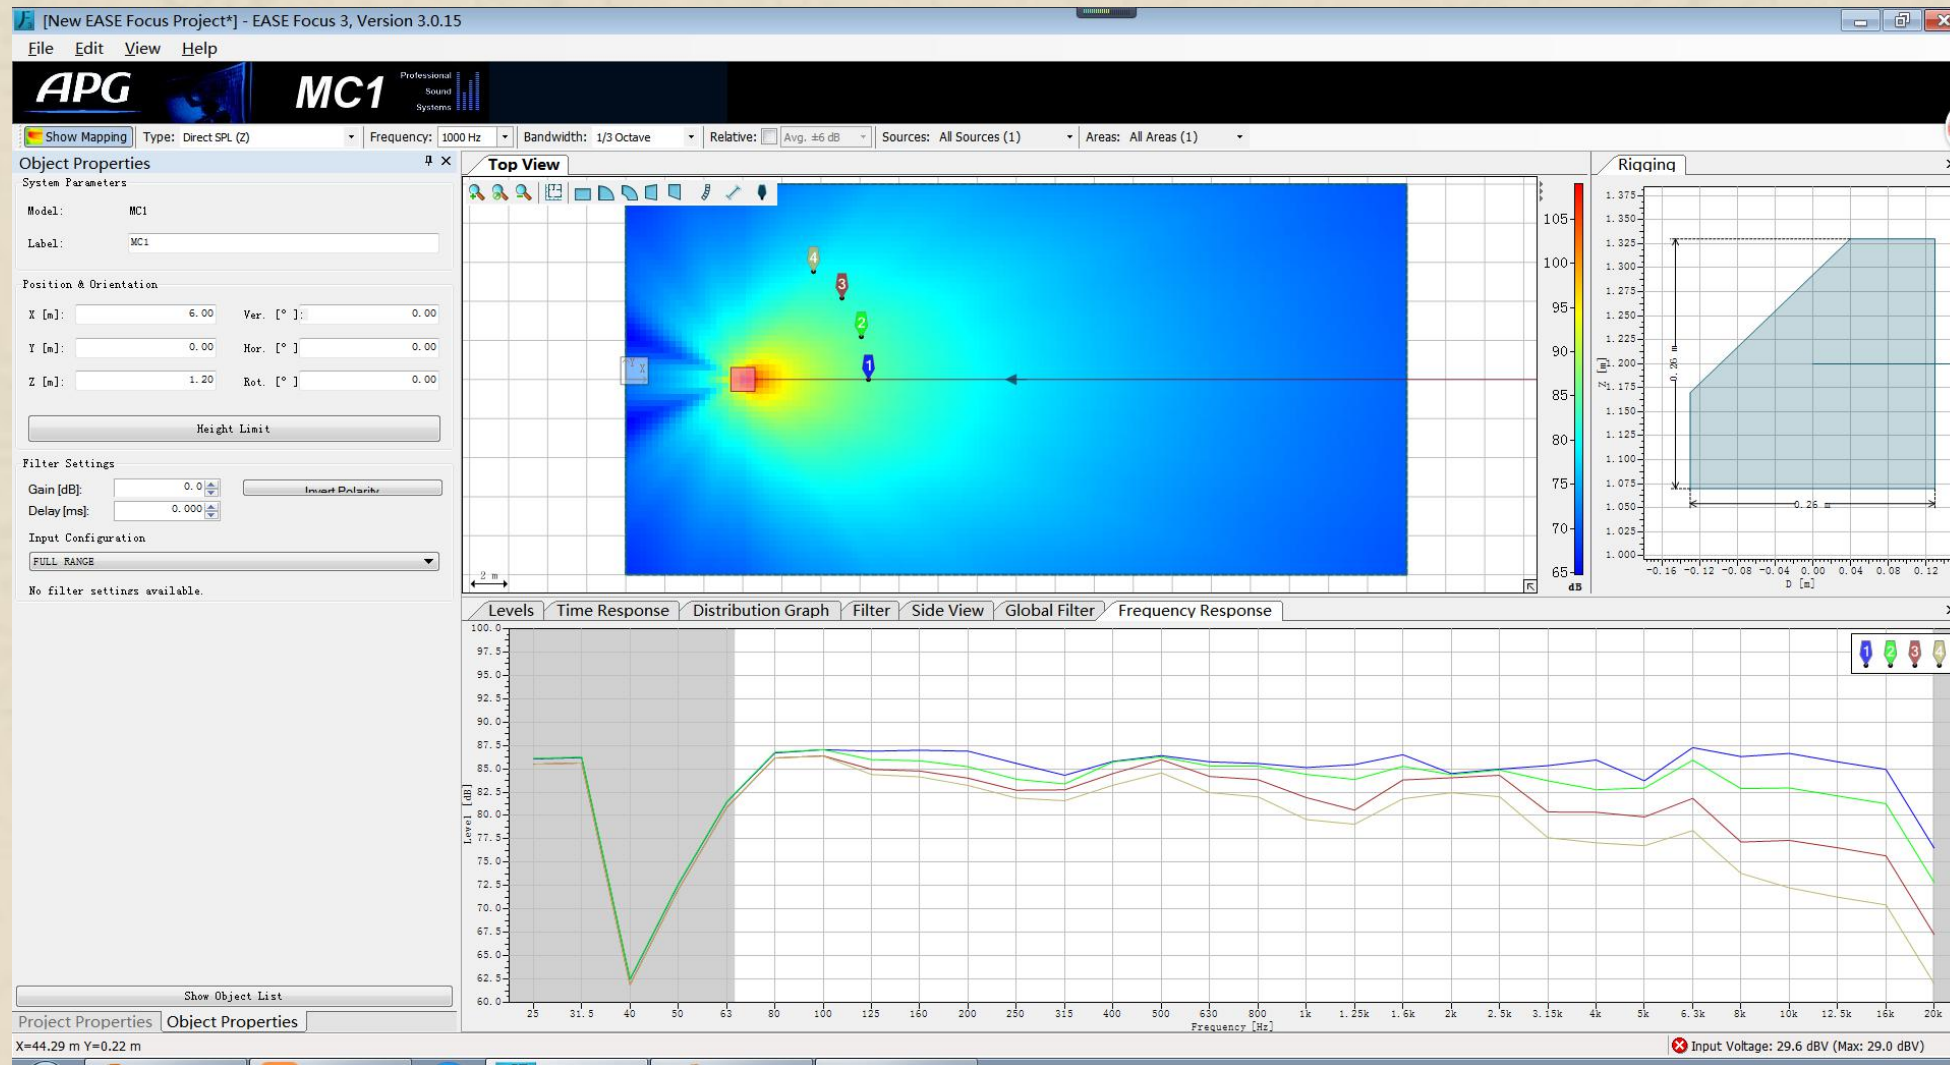 [New EASE Focus Project*] - EASE Focus 3, Version 3.0.15
File Edit View Help
APG MC1 Professional Sound Systems
Show Mapping Type: Direct SPL (Z) Frequency: 1000 Hz Bandwidth: 1/3 Octave Relative: Avg. ±6 dB Sources: All Sources (1) Areas: All Areas (1)
Object Properties
System Parameters
Model: MC1
Label: MC1
Position & Orientation
X [m]: 6.00 Ver. [°]: 0.00
Y [m]: 0.00 Hor. [°] 0.00
Z [m]: 1.20 Rot. [°] 0.00
Height Limit
Filter Settings
Gain [dB]: 0.0 Invert Polarity
Delay [ms]: 0.000
Input Configuration
FULL RANGE
No filter settings available.
Show Object List
Project Properties Object Properties
Top View
4
3
2
1
Y X
2 m
105
100
95
90
85
80
75
70
65
dB
Rigging
1.375
1.350
1.325
1.300
1.275
1.250
1.225
1.200
1.175
1.150
1.125
1.100
1.075
1.050
1.025
1.000
Z [m]
0.26 m
0.26 m
-0.16 -0.12 -0.08 -0.04 0.00 0.04 0.08 0.12
D [m]
Levels Time Response Distribution Graph Filter Side View Global Filter Frequency Response
100.0
97.5
95.0
92.5
90.0
87.5
85.0
82.5
80.0
77.5
75.0
72.5
70.0
67.5
65.0
62.5
60.0
Level [dB]
1 2 3 4
25 31.5 40 50 63 80 100 125 160 200 250 315 400 500 630 800 1k 1.25k 1.6k 2k 2.5k 3.15k 4k 5k 6.3k 8k 10k 12.5k 16k 20k
Frequency [Hz]
X=44.29 m Y=0.22 m
Input Voltage: 29.6 dBV (Max: 29.0 dBV)